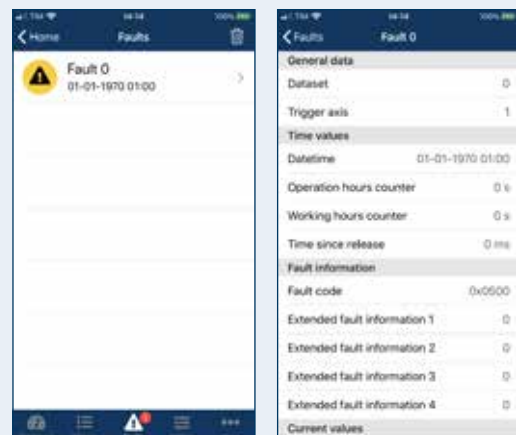 Home Faults
Fault 0
01-01-1970 01:00
Faults Fault 0
General data
Dataset 0
Trigger axis 1
Time values
Datetime 01-01-1970 01:00
Operation hours counter 0 s
Working hours counter 0 s
Time since release 0 ms
Fault information
Fault code 0x0500
Extended fault information 1 0
Extended fault information 2 0
Extended fault information 3 0
Extended fault information 4 0
Current values